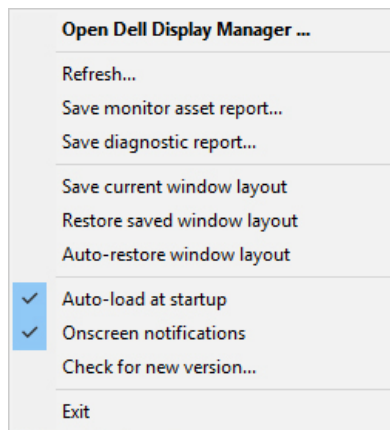 Open Dell Display Manager ...
Refresh...
Save monitor asset report...
Save diagnostic report...
Save current window layout
Restore saved window layout
Auto-restore window layout
Auto-load at startup
Onscreen notifications
Check for new version...
Exit